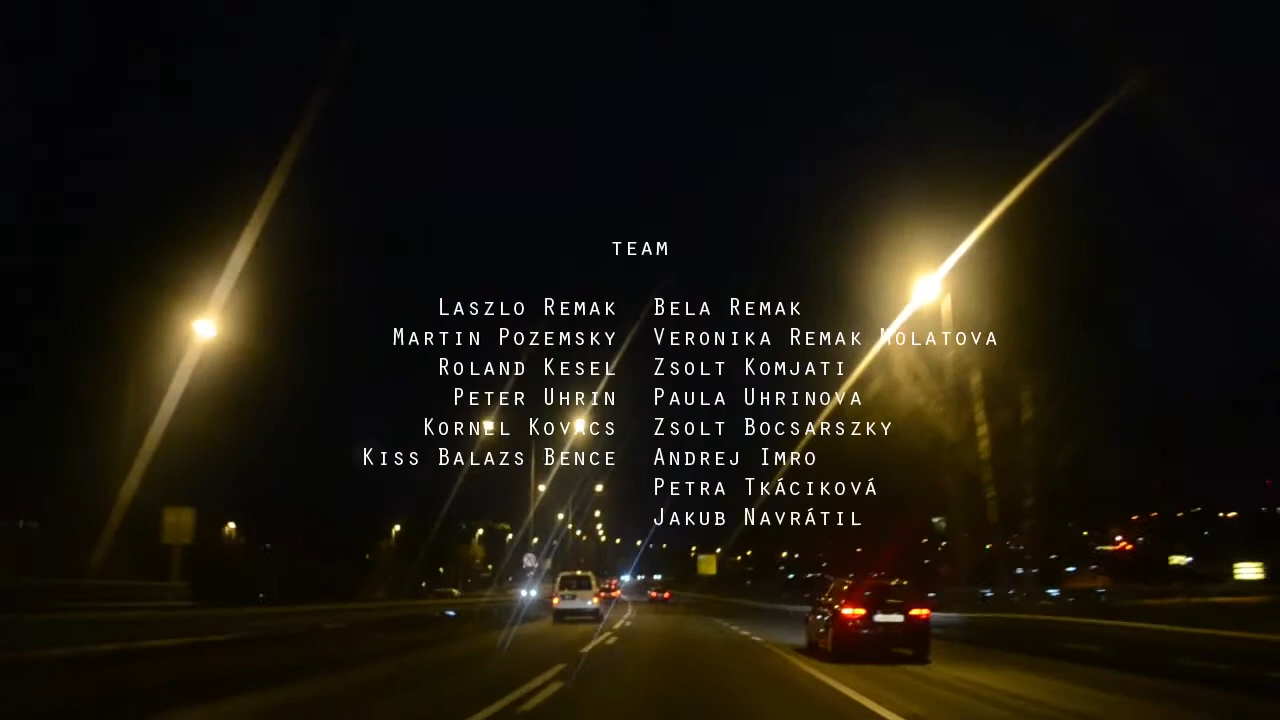 TEAM
LASZLO REMAK BELA REMAK
MARTIN POZEMSKY VERONIKA REMAK MOLATOVA
ROLAND KESEL ZSOLT KOMJATI
PETER UHRIN PAULA UHRINOVA
KORNEL KOVACS ZSOLT BOCSARSZKY
KISS BALAZS BENCE ANDREJ IMRO
PETRA TKÁCIKOVÁ
JAKUB NAVRÁTIL